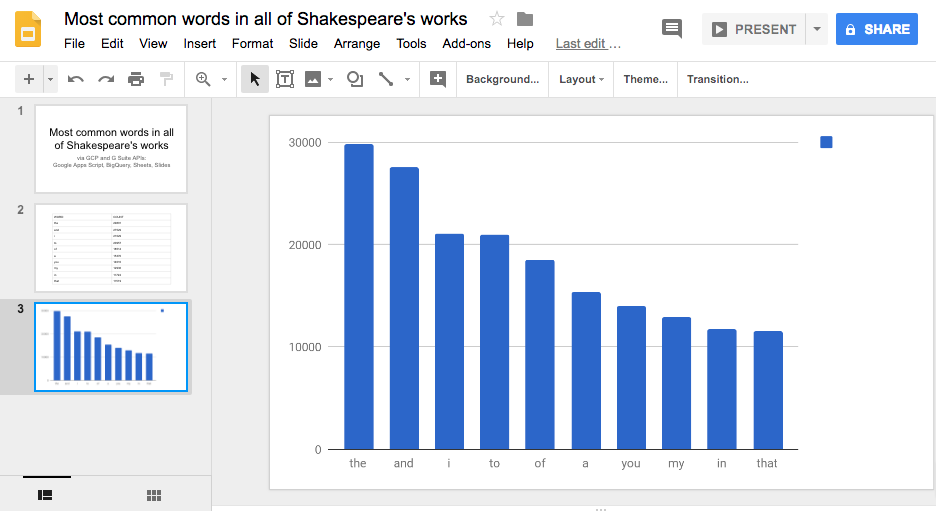 Most common words in all of Shakespeare's works
File Edit View Insert Format Slide Arrange Tools Add-ons Help Last edit ...
PRESENT
SHARE
Background... Layout Theme... Transition...
1
Most common words in all
of Shakespeare's works
via GCP and G Suite APIs:
Google Apps Script, BigQuery, Sheets, Slides
2
3
30000
20000
10000
0
the and i to of a you my in that